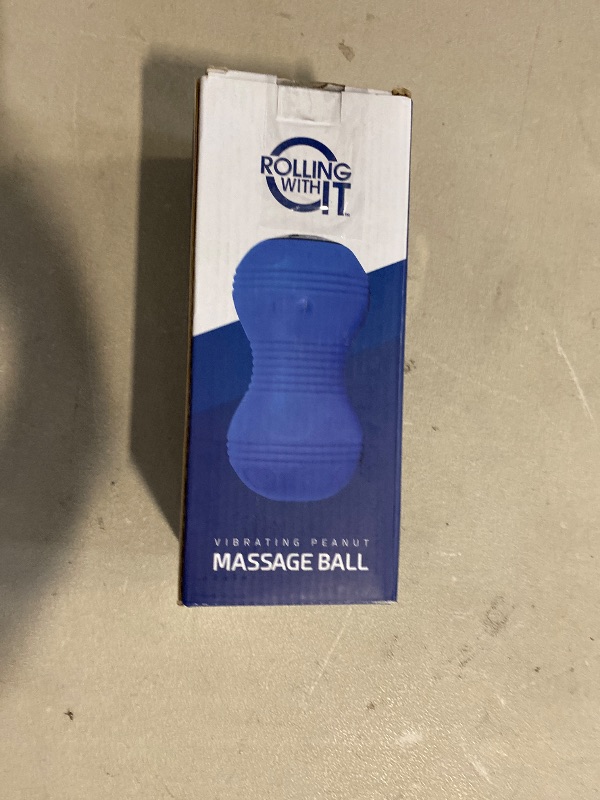 ROLLING
WITH IT
VIBRATING PEANUT
MASSAGE BALL